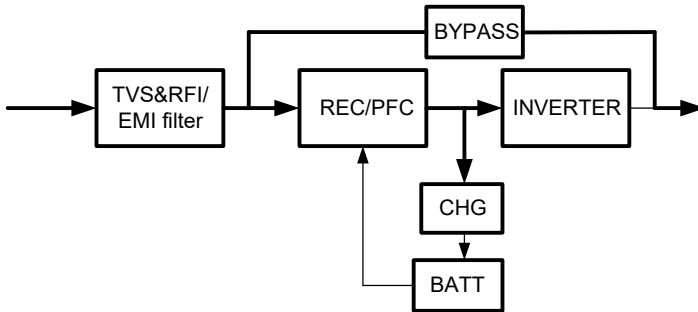 BYPASS
TVS&RFI/
EMI filter
REC/PFC
INVERTER
CHG
BATT